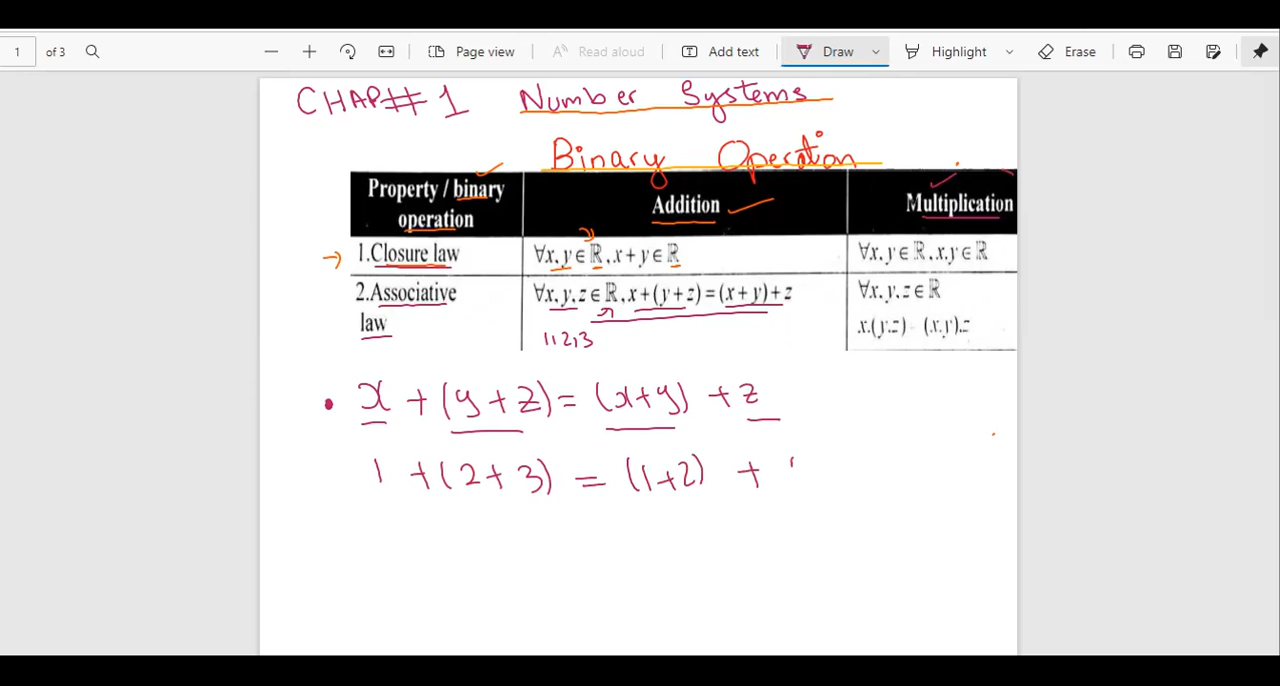 1 of 3 Page view Read aloud Add text Draw Highlight Erase
CHAP# 1 Number Systems
Binary Operation
Property / binary operation Addition Multiplication
1.Closure law ∀x, y ∈ ℝ, x + y ∈ ℝ ∀x, y ∈ ℝ, x.y ∈ ℝ
2.Associative ∀x, y, z ∈ ℝ, x + (y + z) = (x + y) + z ∀x, y, z ∈ ℝ
law x.(y.z) (x.y).z
1,2,3
• x + (y + z) = (x+y) + z
1 + (2 + 3) = (1+2) +